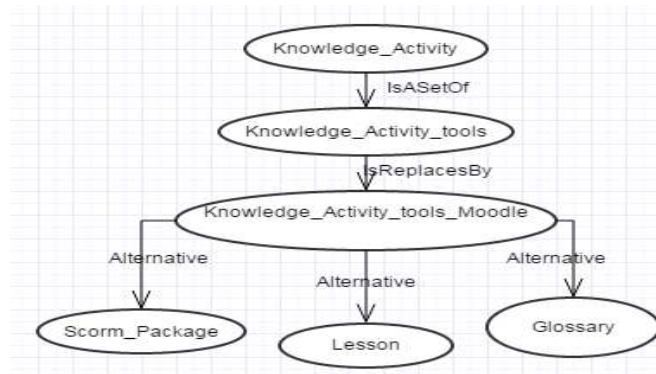 Knowledge_Activity
IsASetOf
Knowledge_Activity_tools
IsReplacesBy
Knowledge_Activity_tools_Moodle
Alternative
Alternative
Alternative
Scorm_Package
Lesson
Glossary